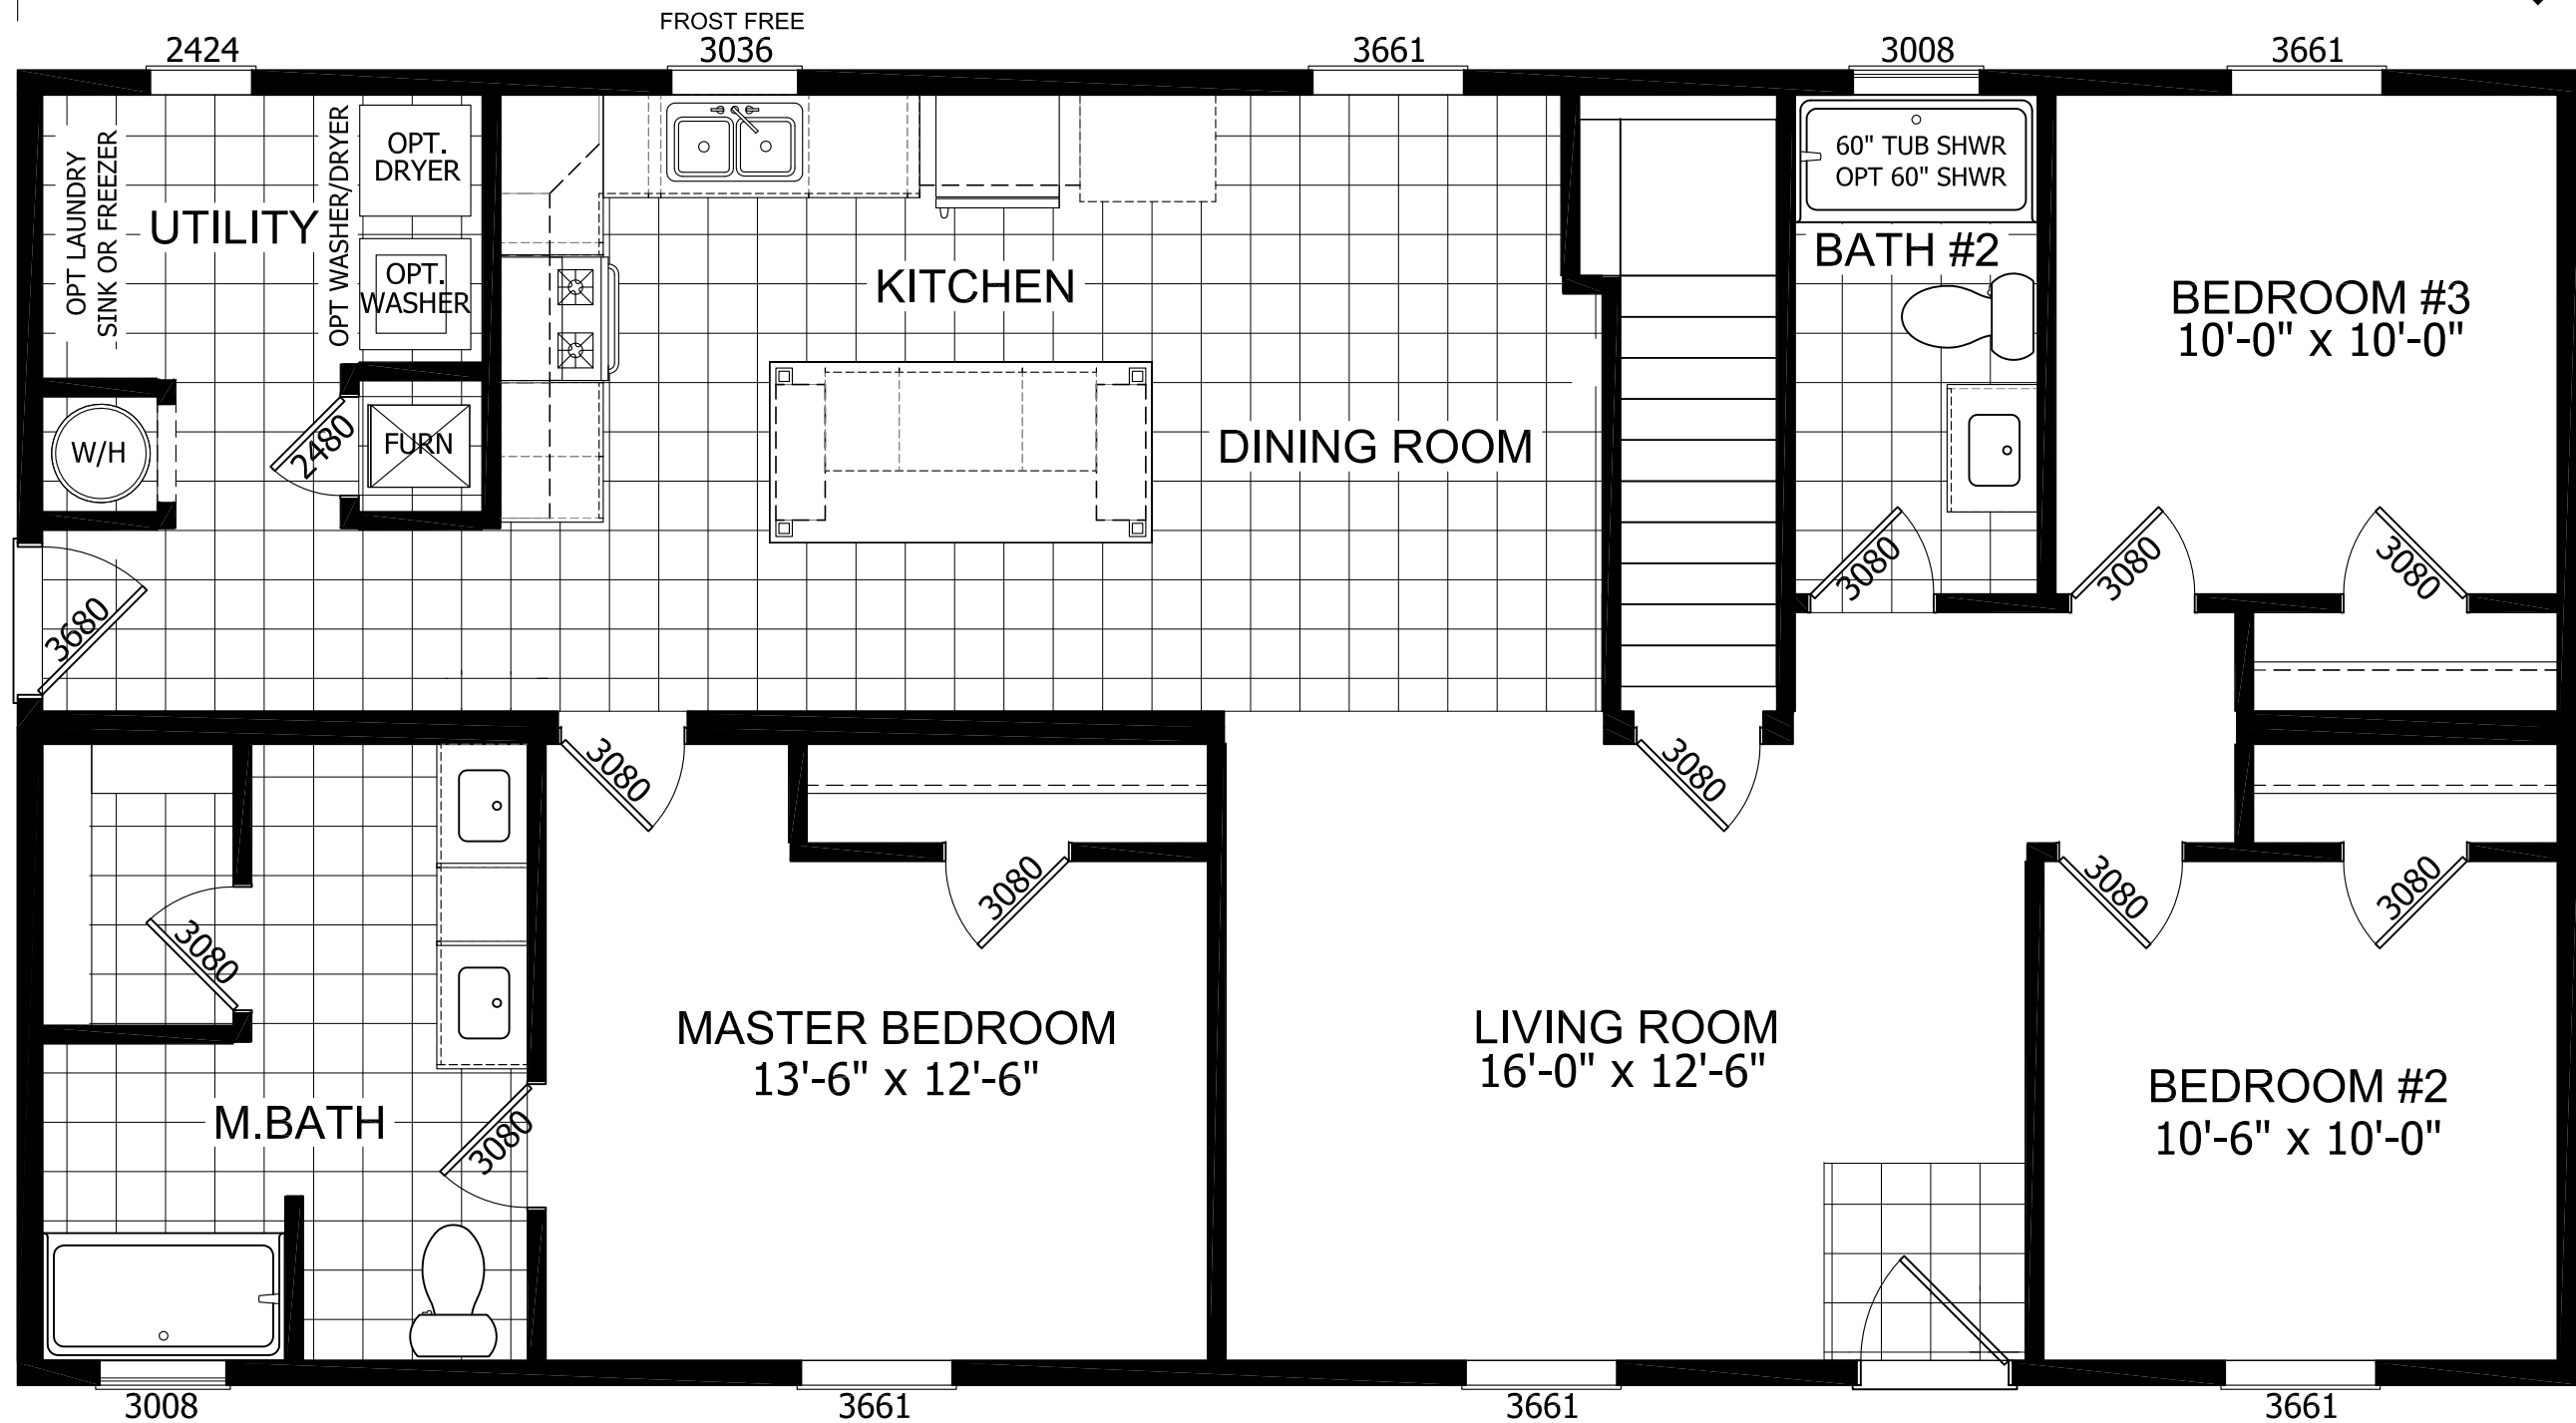 FROST FREE
2424
3036
3661
3008
3661
OPT LAUNDRY
SINK OR FREEZER
UTILITY
OPT WASHER/DRYER
OPT.
DRYER
OPT.
WASHER
W/H
2480
FURN
3680
KITCHEN
DINING ROOM
60" TUB SHWR
OPT 60" SHWR
BATH #2
3080
BEDROOM #3
10'-0" x 10'-0"
3080
3080
3080
3080
3080
3080
3080
3080
MASTER BEDROOM
13'-6" x 12'-6"
M.BATH
3080
LIVING ROOM
16'-0" x 12'-6"
BEDROOM #2
10'-6" x 10'-0"
3008
3661
3661
3661